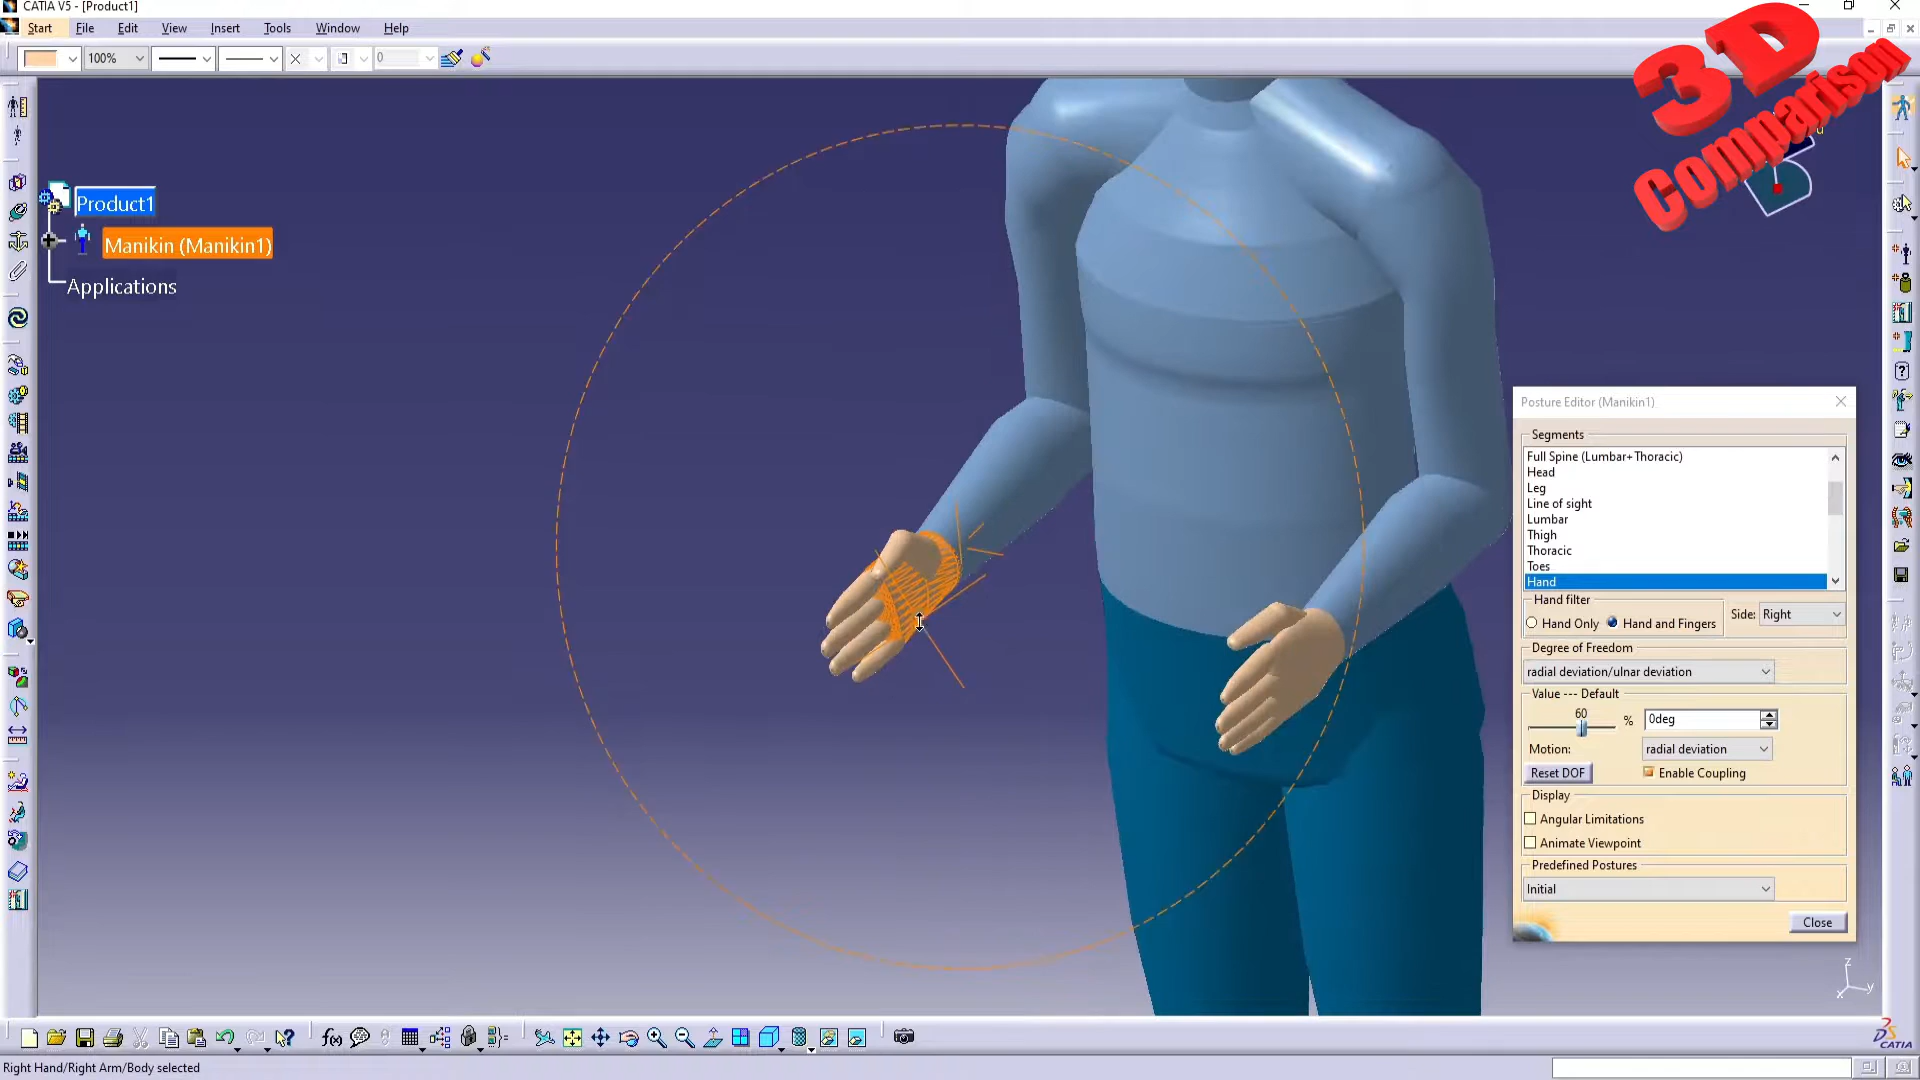 CATIA V5 - [Product1]
Start File Edit View Insert Tools Window Help
100%
0
3D
Comparison
Product1
Manikin (Manikin1)
Applications
Posture Editor (Manikin1)
Segments
Full Spine (Lumbar+Thoracic)
Head
Leg
Line of sight
Lumbar
Thigh
Thoracic
Toes
Hand
Hand filter
Hand Only Hand and Fingers Side: Right
Degree of Freedom
radial deviation/ulnar deviation
Value --- Default
60 % 0deg
Motion: radial deviation
Reset DOF Enable Coupling
Display
Angular Limitations
Animate Viewpoint
Predefined Postures
Initial
Close
z
x y
f(x)
CATIA
Right Hand/Right Arm/Body selected